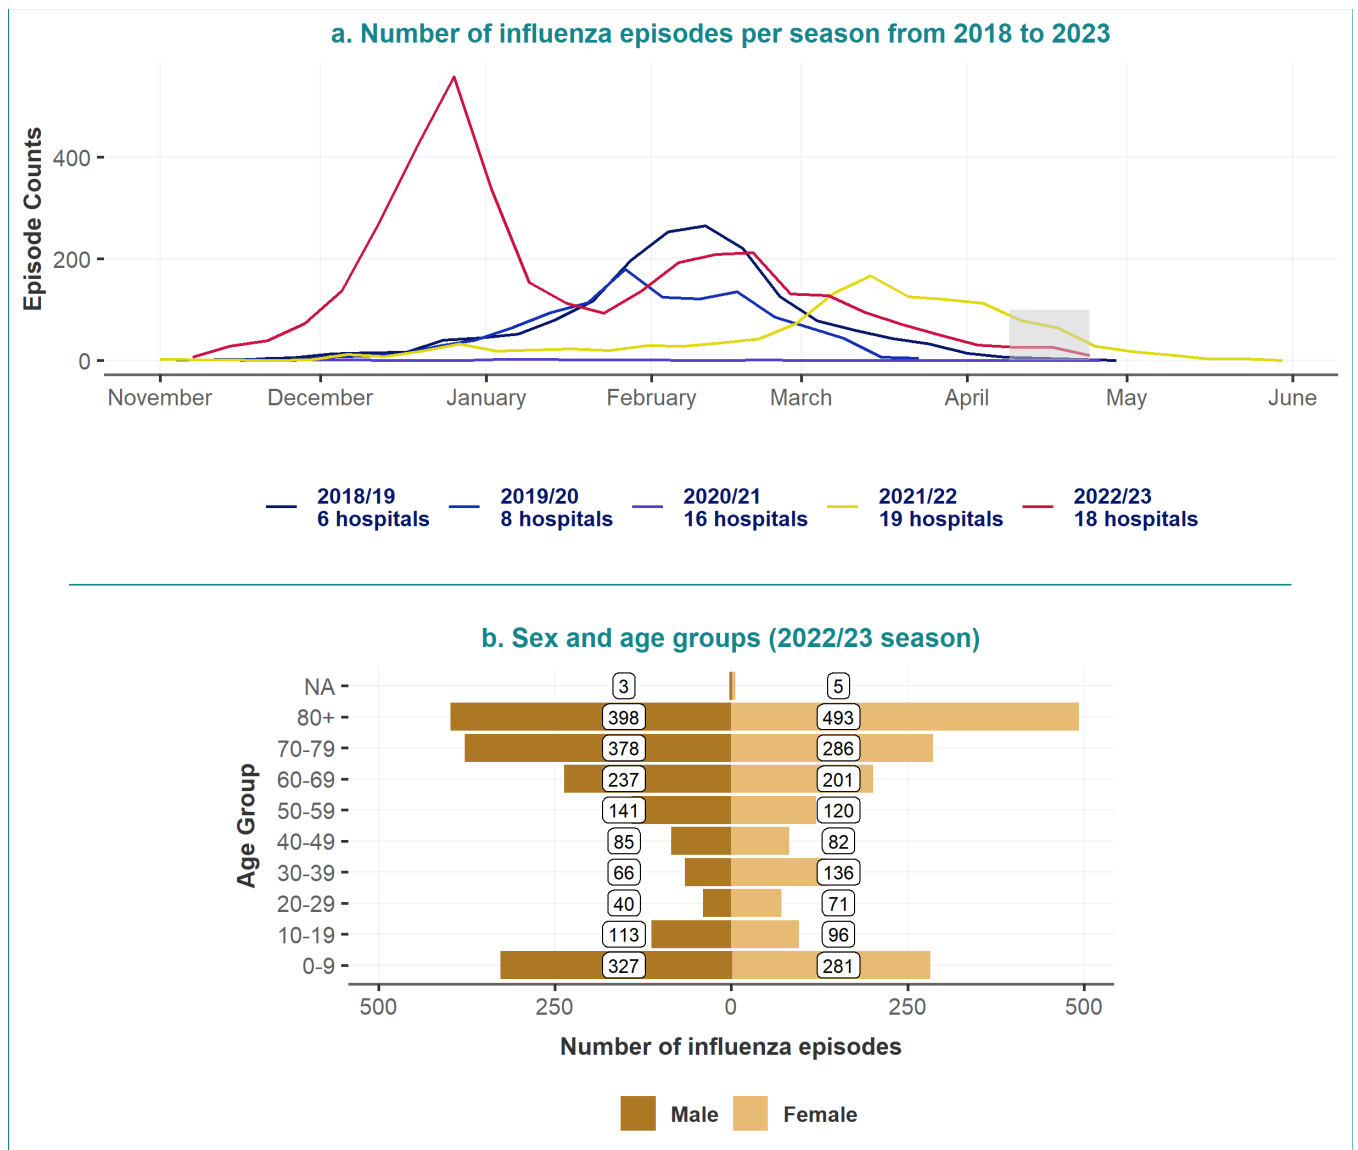 a. Number of influenza episodes per season from 2018 to 2023
Episode Counts
400
200
0
November December January February March April May June
2018/19 2019/20 2020/21 2021/22 2022/23
6 hospitals 8 hospitals 16 hospitals 19 hospitals 18 hospitals
b. Sex and age groups (2022/23 season)
Age Group
NA 3 5
80+ 398 493
70-79 378 286
60-69 237 201
50-59 141 120
40-49 85 82
30-39 66 136
20-29 40 71
10-19 113 96
0-9 327 281
500 250 0 250 500
Number of influenza episodes
Male Female